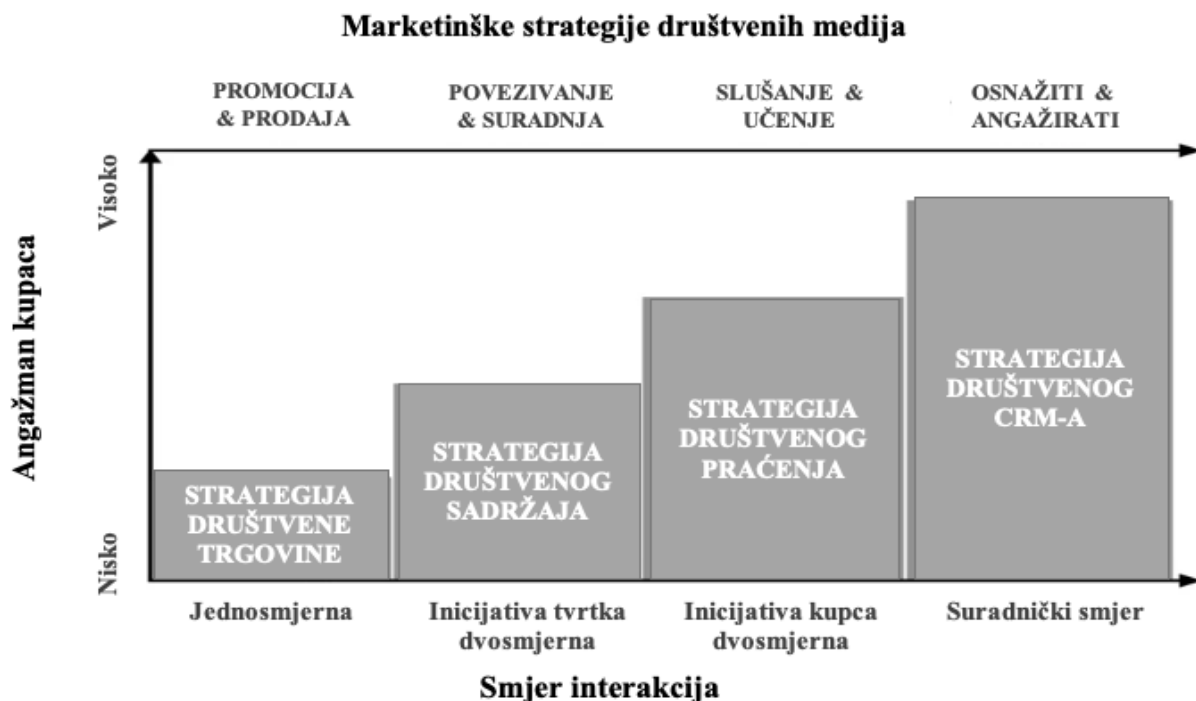 Marketinške strategije društvenih medija
PROMOCIJA
& PRODAJA
POVEZIVANJE
& SURADNJA
SLUŠANJE &
UČENJE
OSNAŽITI &
ANGAŽIRATI
Visoko
Angažman kupaca
Nisko
STRATEGIJA
DRUŠTVENE
TRGOVINE
STRATEGIJA
DRUŠTVENOG
SADRŽAJA
STRATEGIJA
DRUŠTVENOG
PRAĆENJA
STRATEGIJA
DRUŠTVENOG
CRM-A
Jednosmjerna
Inicijativa tvrtka
dvosmjerna
Inicijativa kupca
dvosmjerna
Suradnički smjer
Smjer interakcija